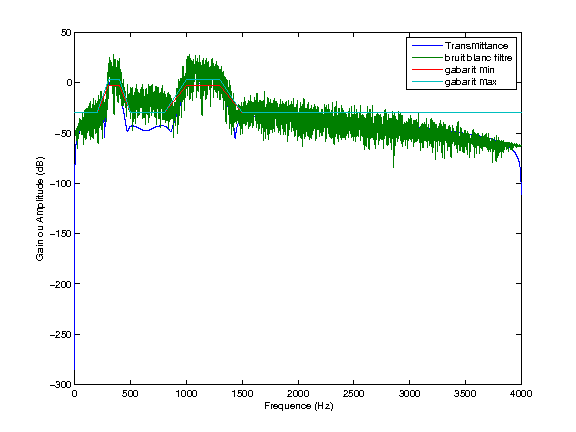 50
0
−50
−100
−150
−200
−250
−300
Gain ou Amplitude (dB)
Transmittance
bruit blanc filtre
gabarit min
gabarit max
0
500
1000
1500
2000
2500
3000
3500
4000
Frequence (Hz)